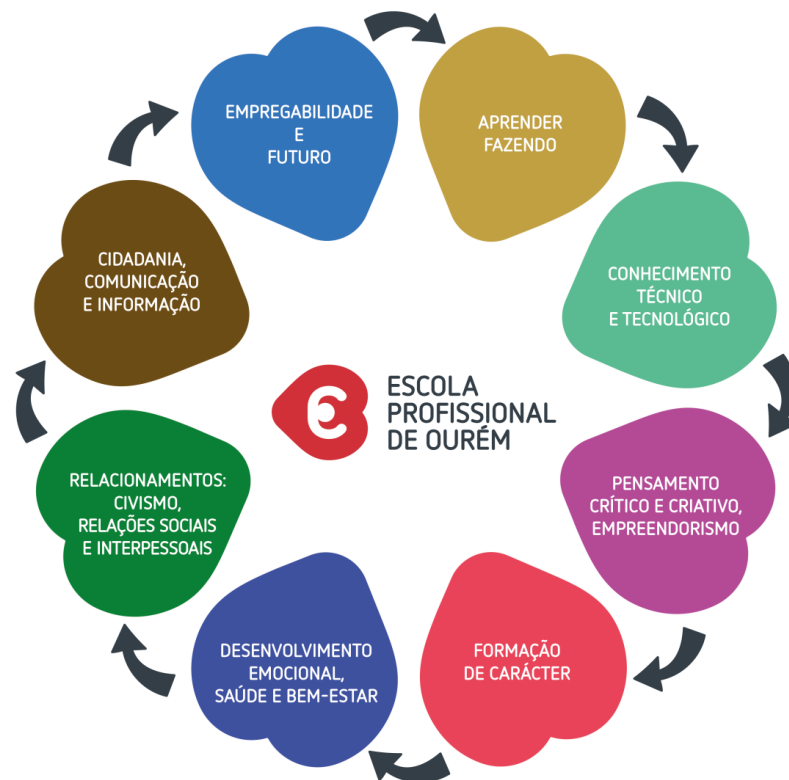 EMPREGABILIDADE
E
FUTURO
APRENDER
FAZENDO
CONHECIMENTO
TÉCNICO
E TECNOLÓGICO
PENSAMENTO
CRÍTICO E CRIATIVO,
EMPREENDORISMO
FORMAÇÃO
DE CARÁCTER
DESENVOLVIMENTO
EMOCIONAL,
SAÚDE E BEM-ESTAR
RELACIONAMENTOS:
CIVISMO,
RELAÇÕES SOCIAIS
E INTERPESSOAIS
CIDADANIA,
COMUNICAÇÃO
E INFORMAÇÃO
ESCOLA
PROFISSIONAL
DE OURÉM